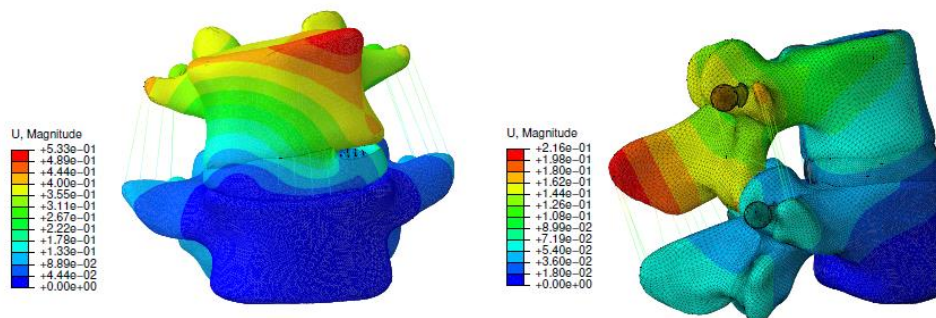 U, Magnitude
+5.33e−01
+4.89e−01
+4.44e−01
+4.00e−01
+3.55e−01
+3.11e−01
+2.67e−01
+2.22e−01
+1.78e−01
+1.33e−01
+8.89e−02
+4.44e−02
+0.00e+00
U, Magnitude
+2.16e−01
+1.98e−01
+1.80e−01
+1.62e−01
+1.44e−01
+1.26e−01
+1.08e−01
+8.99e−02
+7.19e−02
+5.40e−02
+3.60e−02
+1.80e−02
+0.00e+00